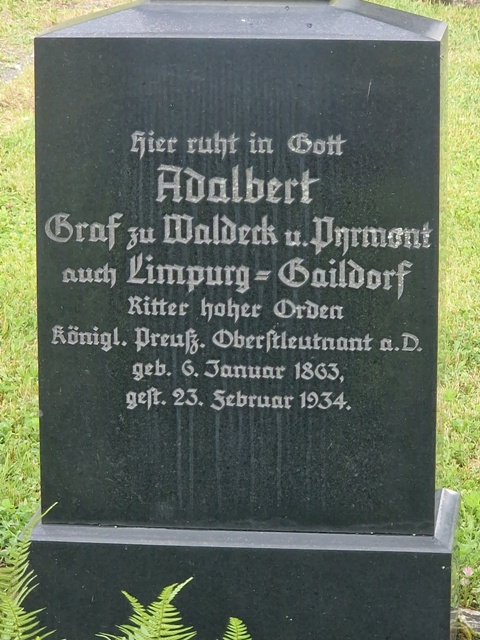 Hier ruht in Gott
Adalbert
Graf zu Waldeck u. Pyrmont
auch Limpurg=Gaildorf
Ritter hoher Orden
Königl. Preuß. Oberstleutnant a.D.
geb. 6. Januar 1863,
gest. 23. Februar 1934.